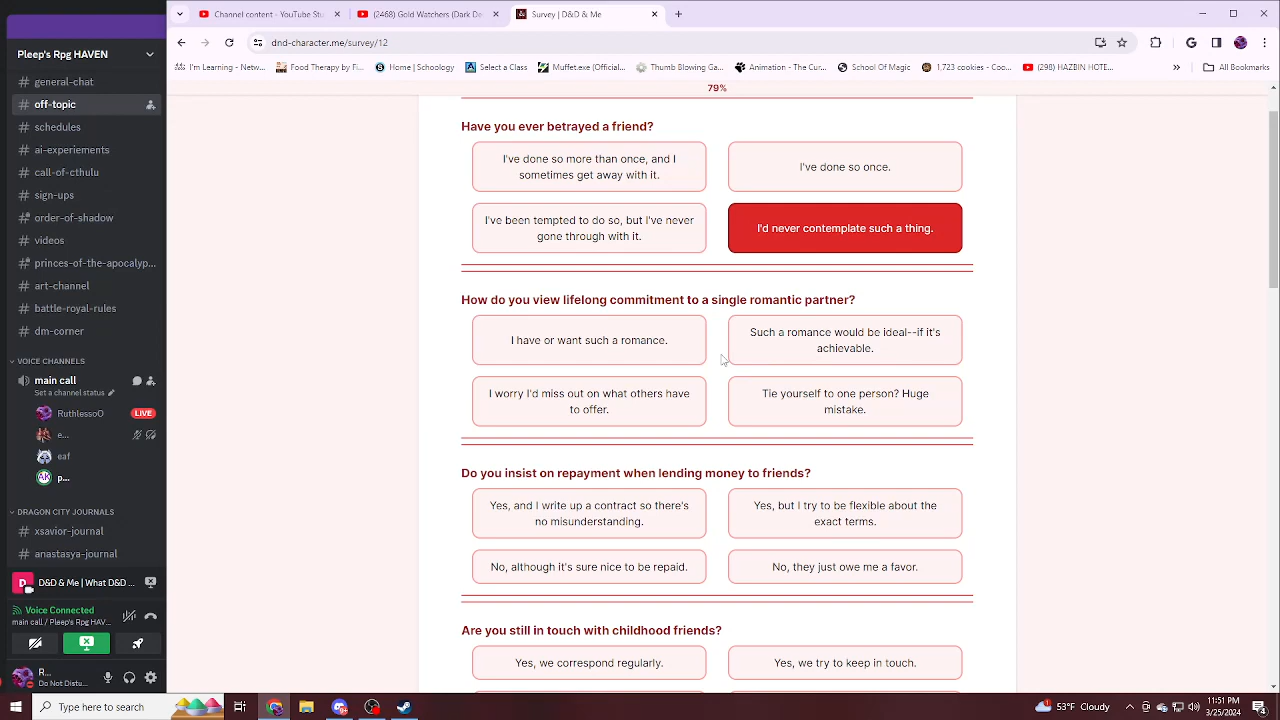 Pleep's Rpg HAVEN
general-chat
off-topic
schedules
ai-experiements
call-of-cthulu
sign-ups
order-of-shadow
videos
princes-of-the-apocalyp...
art-channel
battle-royal-rules
dm-corner
VOICE CHANNELS
main call
Set a channel status
RuthlessoO
LIVE
e...
eaf
p...
DRAGON CITY JOURNALS
xsavior-journal
anastasya-journal
D
D&D & Me | What D&D ...
Voice Connected
main call / Pleep's Rpg HAV...
R...
Do Not Distu...
Channel content - YouTube Stu
(2468) Gold Watchers (Dark De
Survey | D&D & Me
dnd-character.me/survey/12
I'm Learning - Netw...
Food Therapy by Fi...
Home | Schoology
Select a Class
Muffet.exe(Official...
Thumb Blowing Ga...
Animation - The Cur...
School Of Magic
1,723 cookies - Coo...
(298) HAZBIN HOTE...
All Bookmarks
79%
Have you ever betrayed a friend?
I've done so more than once, and I
sometimes get away with it.
I've done so once.
I've been tempted to do so, but I've never
gone through with it.
I'd never contemplate such a thing.
How do you view lifelong commitment to a single romantic partner?
I have or want such a romance.
Such a romance would be ideal--if it's
achievable.
I worry I'd miss out on what others have
to offer.
Tie yourself to one person? Huge
mistake.
Do you insist on repayment when lending money to friends?
Yes, and I write up a contract so there's
no misunderstanding.
Yes, but I try to be flexible about the
exact terms.
No, although it's sure nice to be repaid.
No, they just owe me a favor.
Are you still in touch with childhood friends?
Yes, we correspond regularly.
Yes, we try to keep in touch.
Type here to search
53°F Cloudy
11:51 PM
3/25/2024